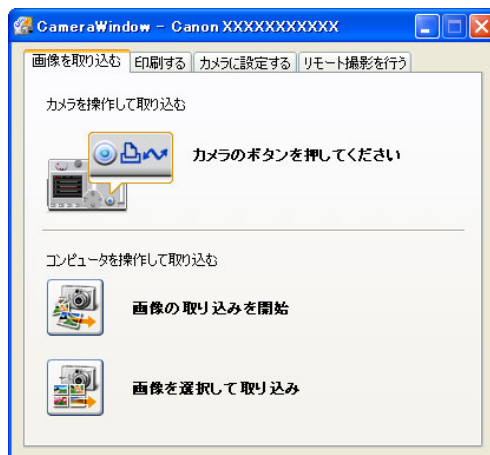 CameraWindow - Canon XXXXXXXXXXX
画像を取り込む 印刷する カメラに設定する リモート撮影を行う
カメラを操作して取り込む
カメラのボタンを押してください
コンピュータを操作して取り込む
画像の取り込みを開始
画像を選択して取り込み